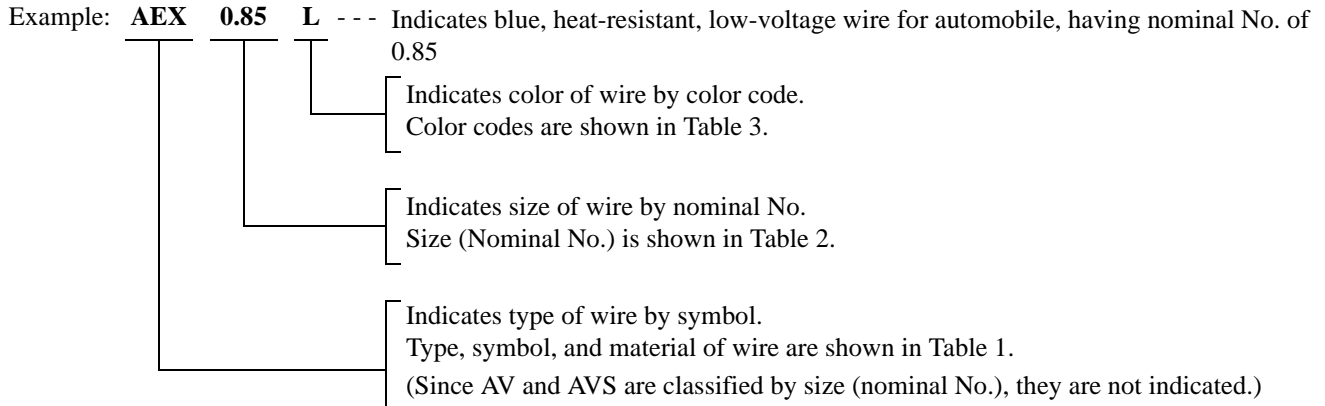 Example: AEX 0.85 L - - - Indicates blue, heat-resistant, low-voltage wire for automobile, having nominal No. of
0.85
Indicates color of wire by color code.
Color codes are shown in Table 3.
Indicates size of wire by nominal No.
Size (Nominal No.) is shown in Table 2.
Indicates type of wire by symbol.
Type, symbol, and material of wire are shown in Table 1.
(Since AV and AVS are classified by size (nominal No.), they are not indicated.)